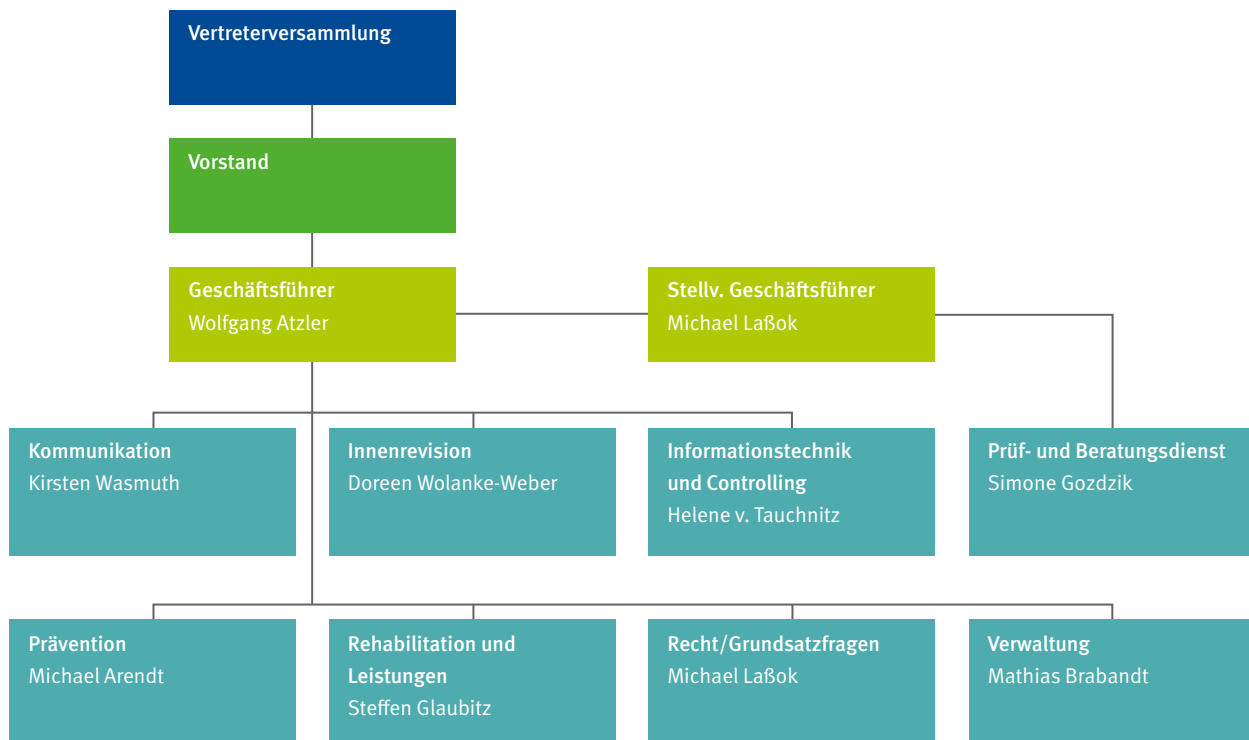 Vertreterversammlung
Vorstand
Geschäftsführer
Wolfgang Atzler
Stellv. Geschäftsführer
Michael Laßok
Kommunikation
Kirsten Wasmuth
Innenrevision
Doreen Wolanke-Weber
Informationstechnik
und Controlling
Helene v. Tauchnitz
Prüf- und Beratungsdienst
Simone Gozdzik
Prävention
Michael Arendt
Rehabilitation und
Leistungen
Steffen Glaubitz
Recht/Grundsatzfragen
Michael Laßok
Verwaltung
Mathias Brabandt